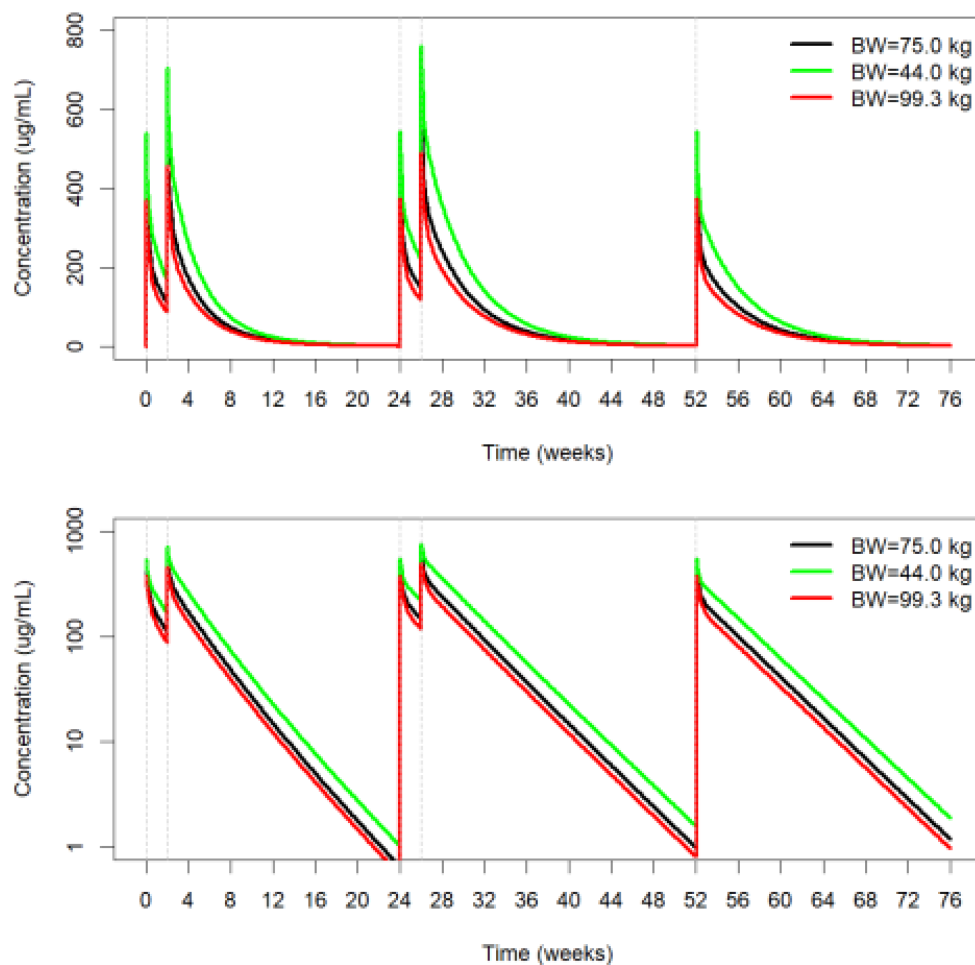 800
600
400
200
0
Concentration (ug/mL)
BW=75.0 kg
BW=44.0 kg
BW=99.3 kg
0 4 8 12 16 20 24 28 32 36 40 44 48 52 56 60 64 68 72 76
Time (weeks)
1000
100
10
1
Concentration (ug/mL)
BW=75.0 kg
BW=44.0 kg
BW=99.3 kg
0 4 8 12 16 20 24 28 32 36 40 44 48 52 56 60 64 68 72 76
Time (weeks)